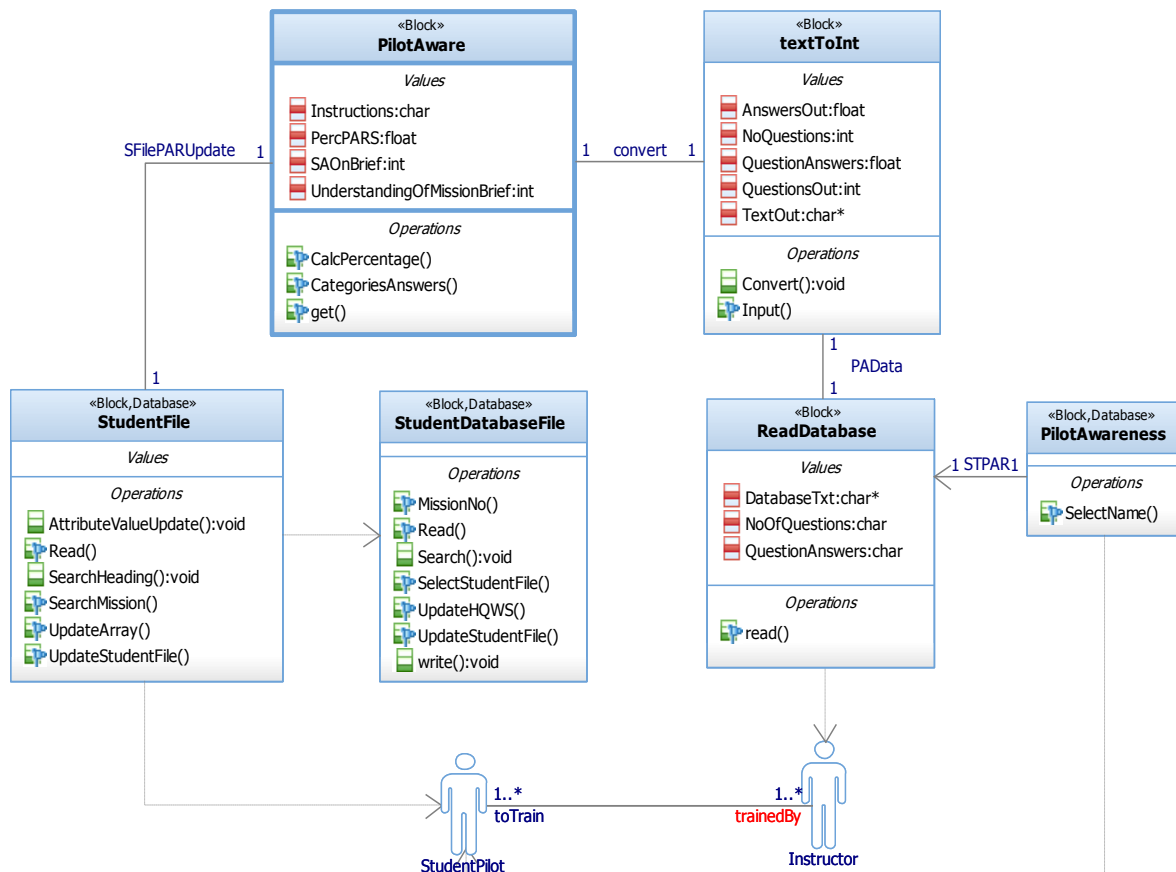 «Block»
PilotAware
Values
Instructions:char
PercPARS:float
SAOnBrief:int
UnderstandingOfMissionBrief:int
Operations
CalcPercentage()
CategoriesAnswers()
get()
«Block»
textToInt
Values
AnswersOut:float
NoQuestions:int
QuestionAnswers:float
QuestionsOut:int
TextOut:char*
Operations
Convert():void
Input()
SFilePARUpdate 1
1 convert 1
1
PAData
1
1
«Block,Database»
StudentFile
Values
Operations
AttributeValueUpdate():void
Read()
SearchHeading():void
SearchMission()
UpdateArray()
UpdateStudentFile()
«Block,Database»
StudentDatabaseFile
Operations
MissionNo()
Read()
Search():void
SelectStudentFile()
UpdateHQWS()
UpdateStudentFile()
write():void
«Block»
ReadDatabase
Values
DatabaseTxt:char*
NoOfQuestions:char
QuestionAnswers:char
Operations
read()
1 STPAR1
«Block,Database»
PilotAwareness
Operations
SelectName()
1..*
toTrain
1..*
trainedBy
StudentPilot
Instructor